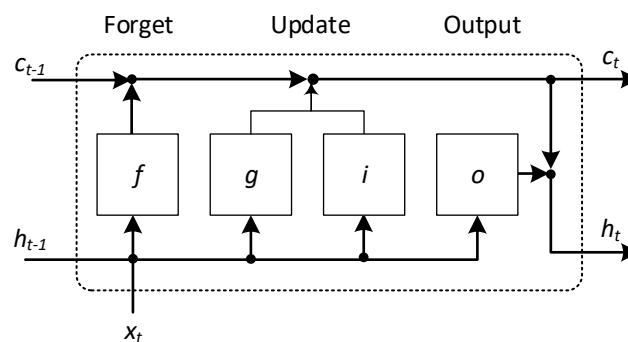 Forget Update Output
c_{t-1} c_t
f g i o
h_{t-1} h_t
x_t